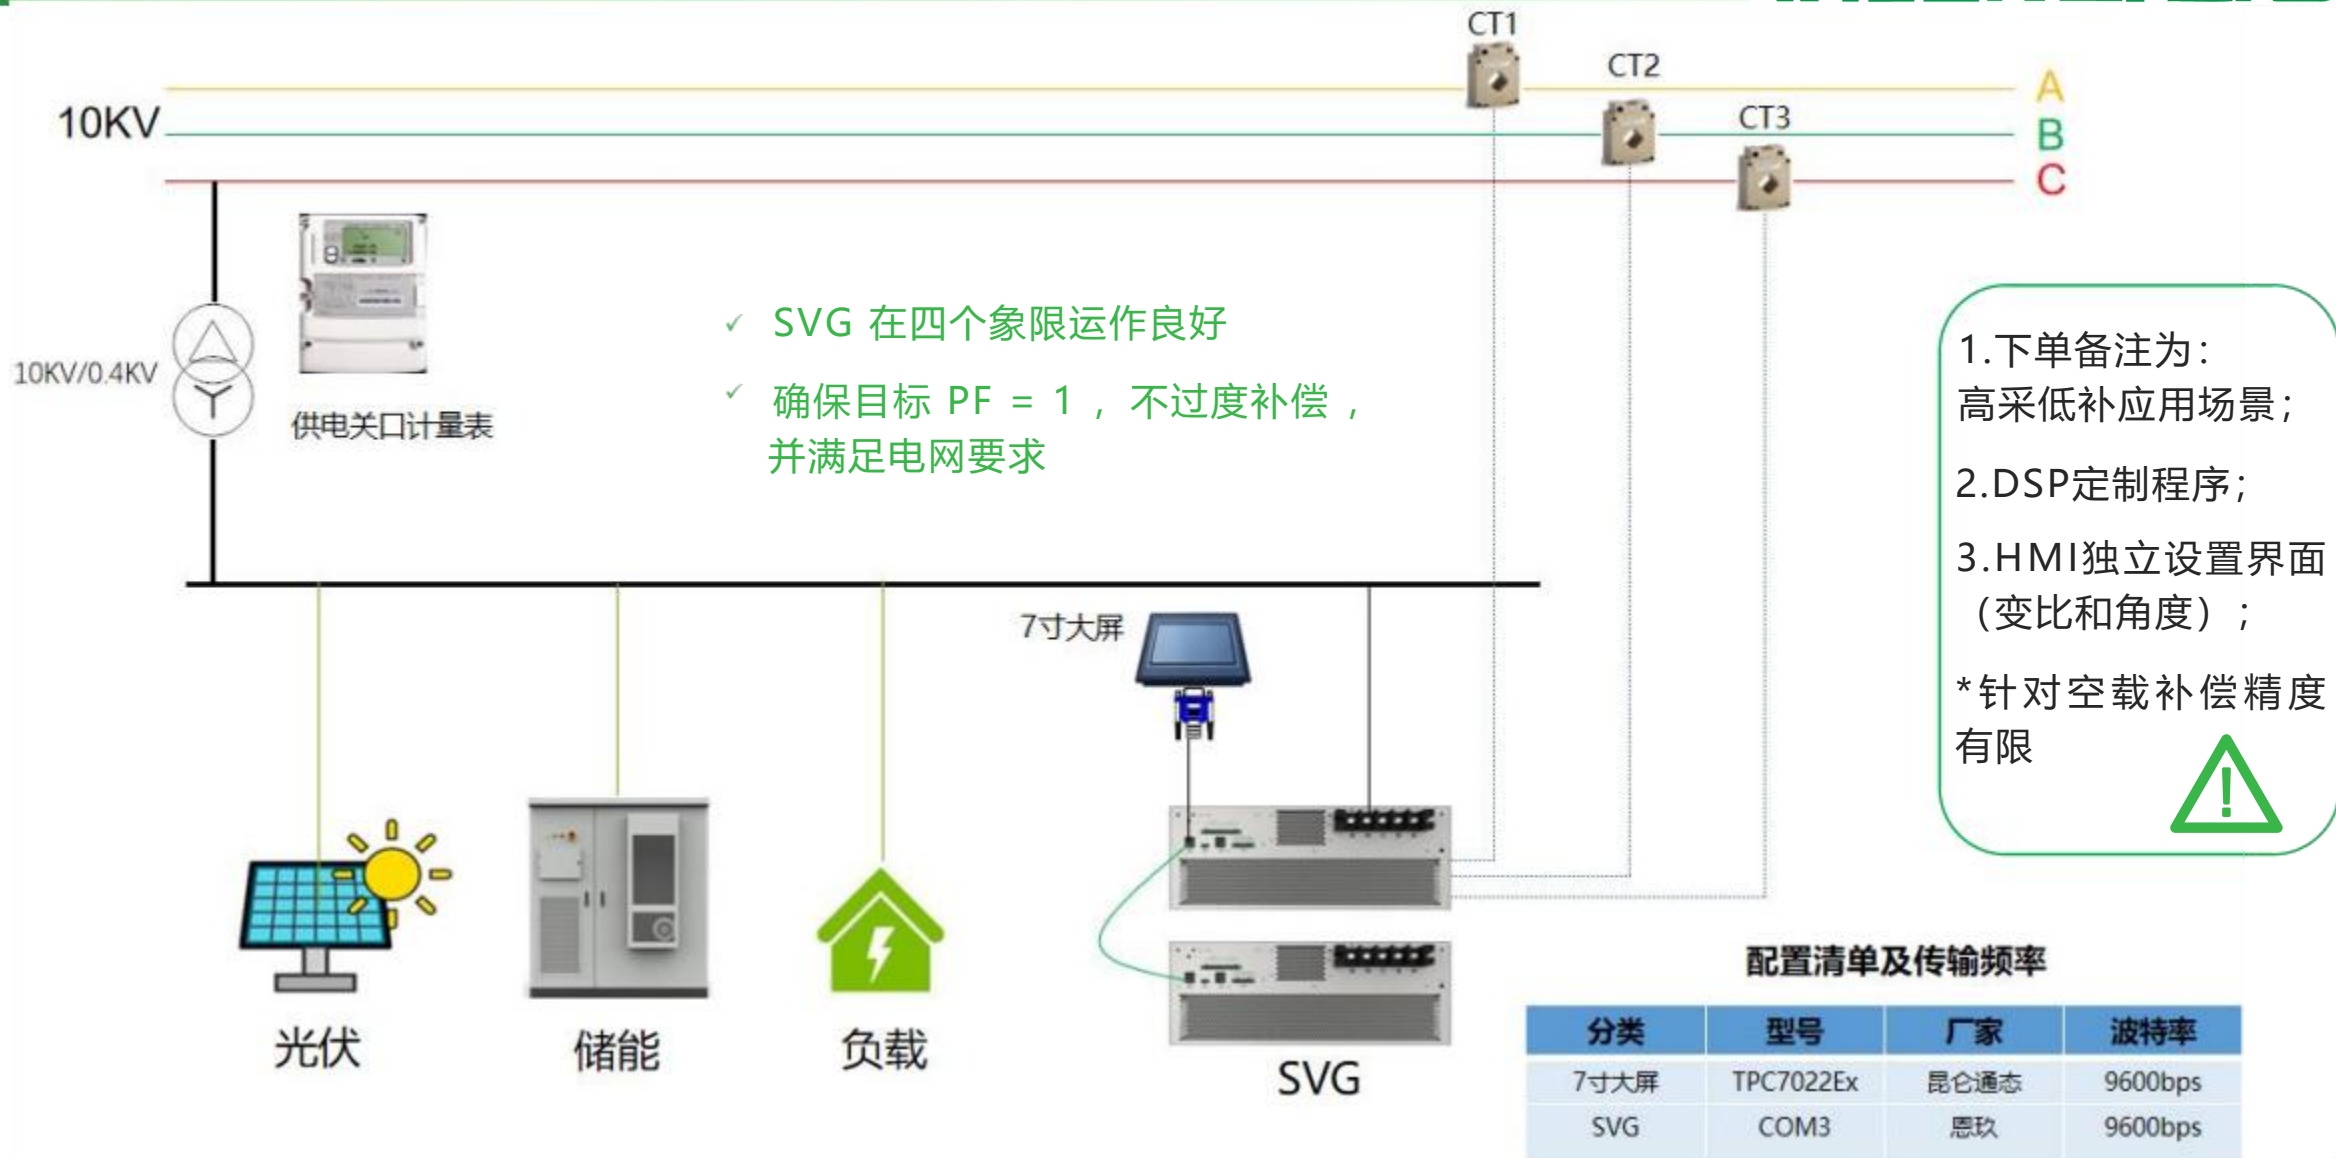 CT1
CT2
CT3
10KV
A
B
C
10KV/0.4KV
供电关口计量表
✓ SVG 在四个象限运作良好
✓ 确保目标 PF = 1 ，不过度补偿，
并满足电网要求
1.下单备注为：
高采低补应用场景；
2.DSP定制程序；
3.HMI独立设置界面
（变比和角度）；
*针对空载补偿精度
有限
7寸大屏
光伏
储能
负载
SVG
配置清单及传输频率
分类 型号 厂家 波特率
7寸大屏 TPC7022Ex 昆仑通态 9600bps
SVG COM3 恩玖 9600bps